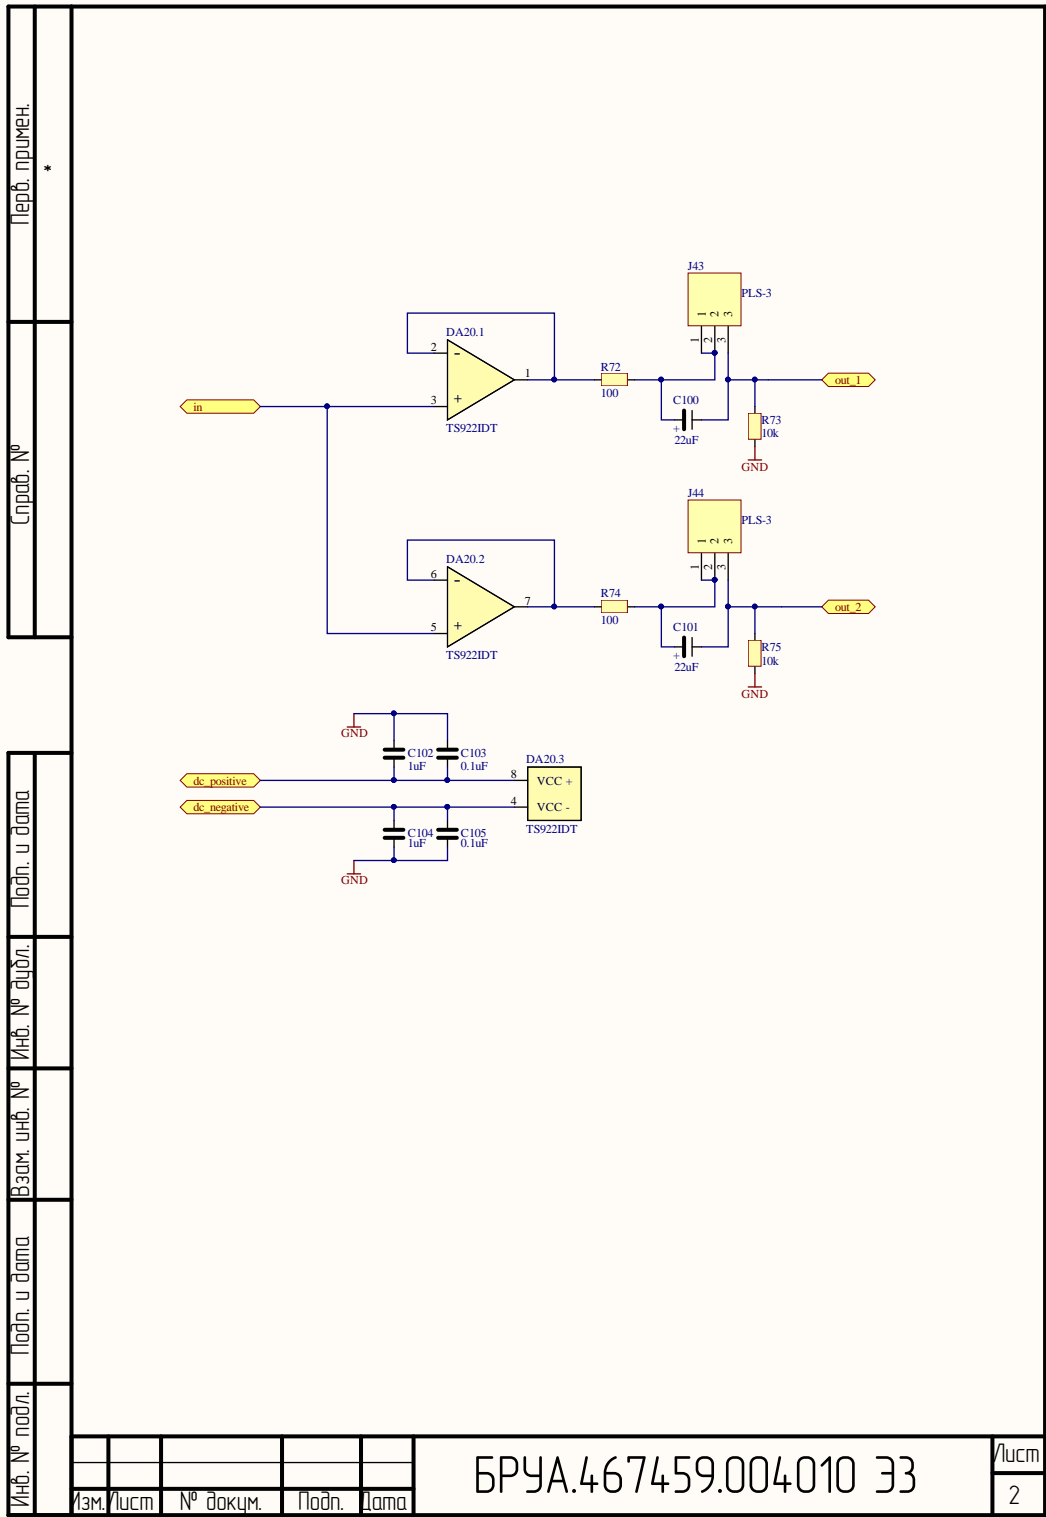 Перв. примен.
*
Справ. №
Подп. и дата
Инв. № дубл.
Взам. инв. №
Подп. и дата
Инв. № подл.
J43
PLS-3
1 2 3
1 2 3
DA20.1
2
-
1
3
+
TS922IDT
R72
100
C100
+
22uF
out_1
R73
10k
GND
in
J44
PLS-3
1 2 3
1 2 3
DA20.2
6
-
7
5
+
TS922IDT
R74
100
C101
+
22uF
out_2
R75
10k
GND
GND
C102
1uF
C103
0.1uF
DA20.3
dc_positive
8
VCC +
dc_negative
4
VCC -
TS922IDT
C104
1uF
C105
0.1uF
GND
Изм.
Лист
№ докум.
Подп.
Дата
БРУА.467459.004010 Э3
Лист
2